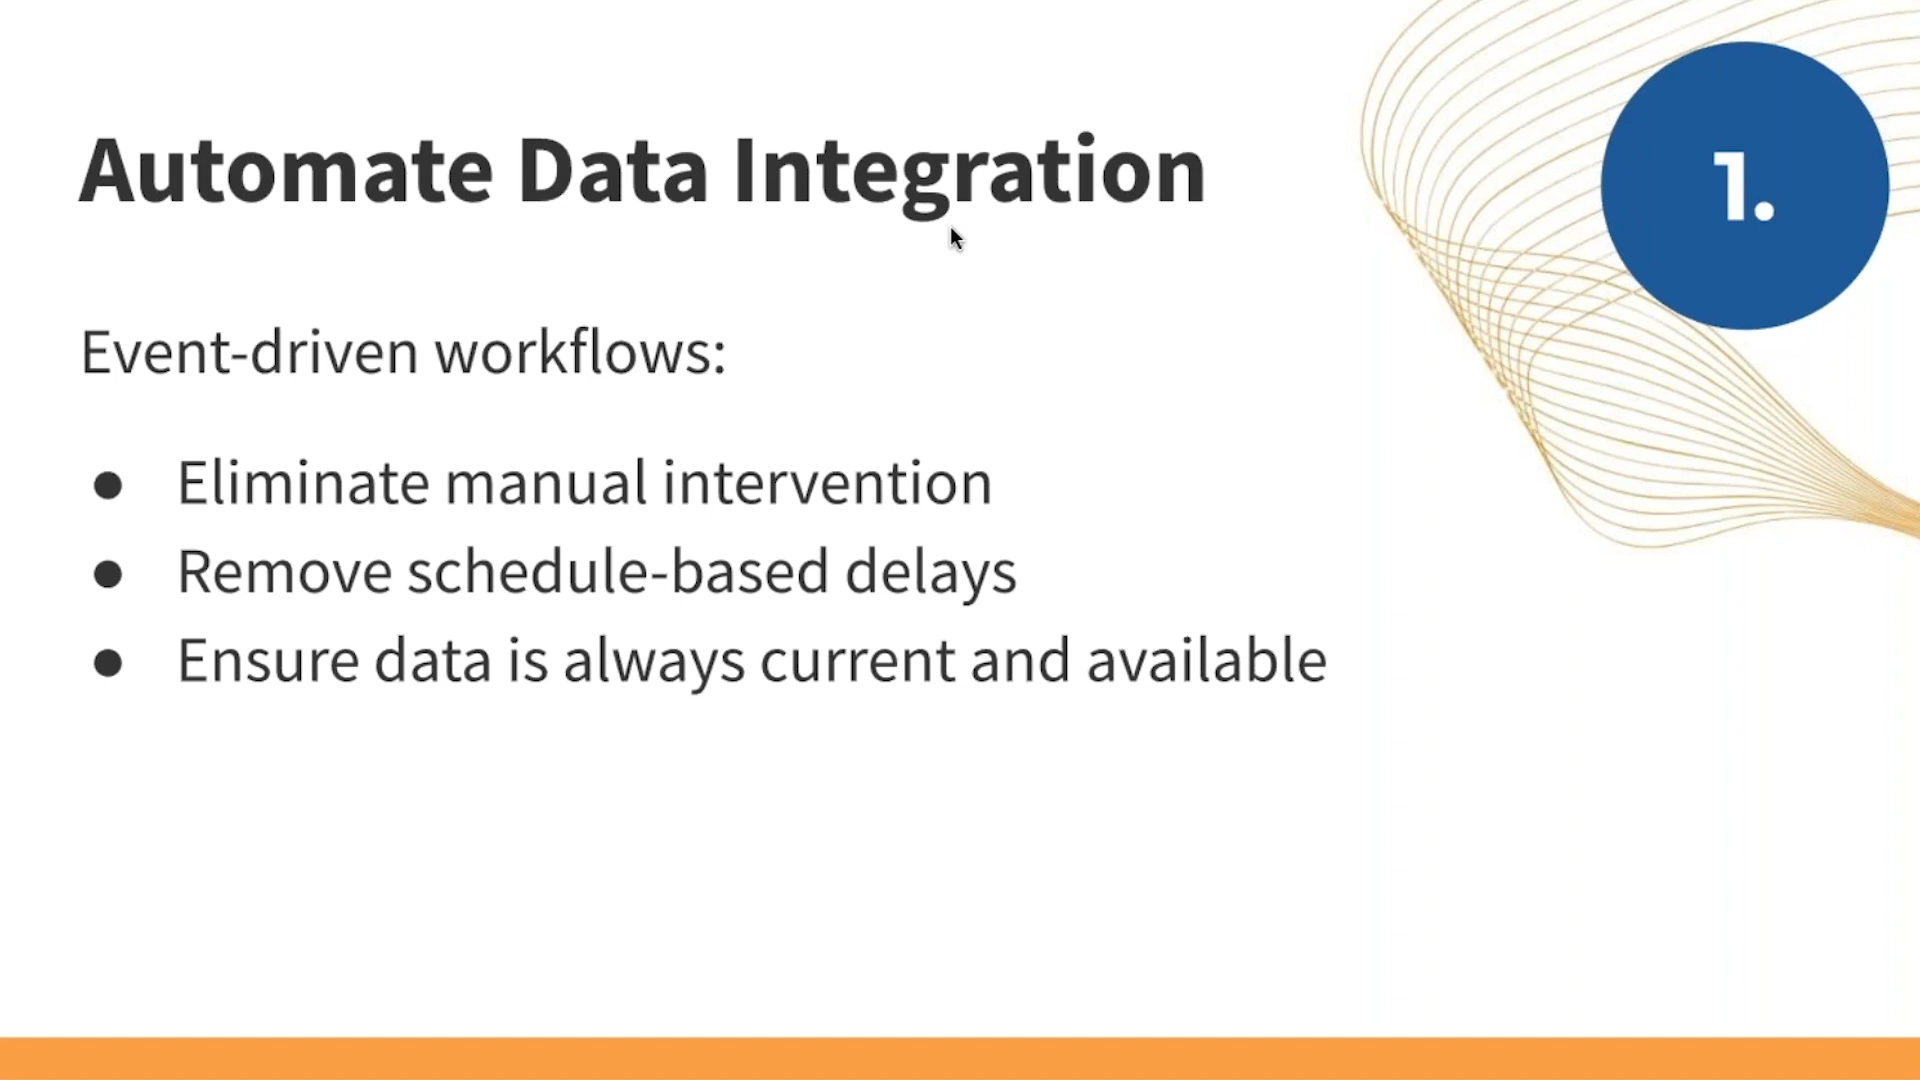 Automate Data Integration
1.
Event-driven workflows:
● Eliminate manual intervention
● Remove schedule-based delays
● Ensure data is always current and available